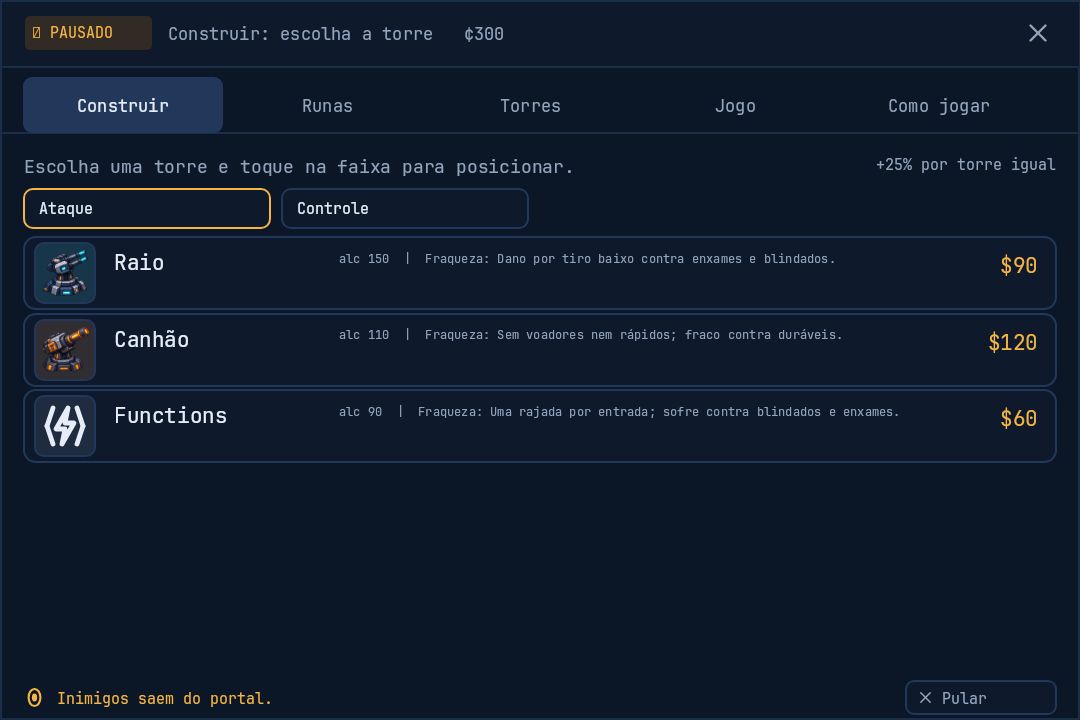 PAUSADO Construir: escolha a torre $300
Construir Runas Torres Jogo Como jogar
Escolha uma torre e toque na faixa para posicionar. +25% por torre igual
Ataque Controle
Raio alc 150 | Fraqueza: Dano por tiro baixo contra enxames e blindados. $90
Canhão alc 110 | Fraqueza: Sem voadores nem rápidos; fraco contra duráveis. $120
Functions alc 90 | Fraqueza: Uma rajada por entrada; sofre contra blindados e enxames. $60
Inimigos saem do portal. Pular